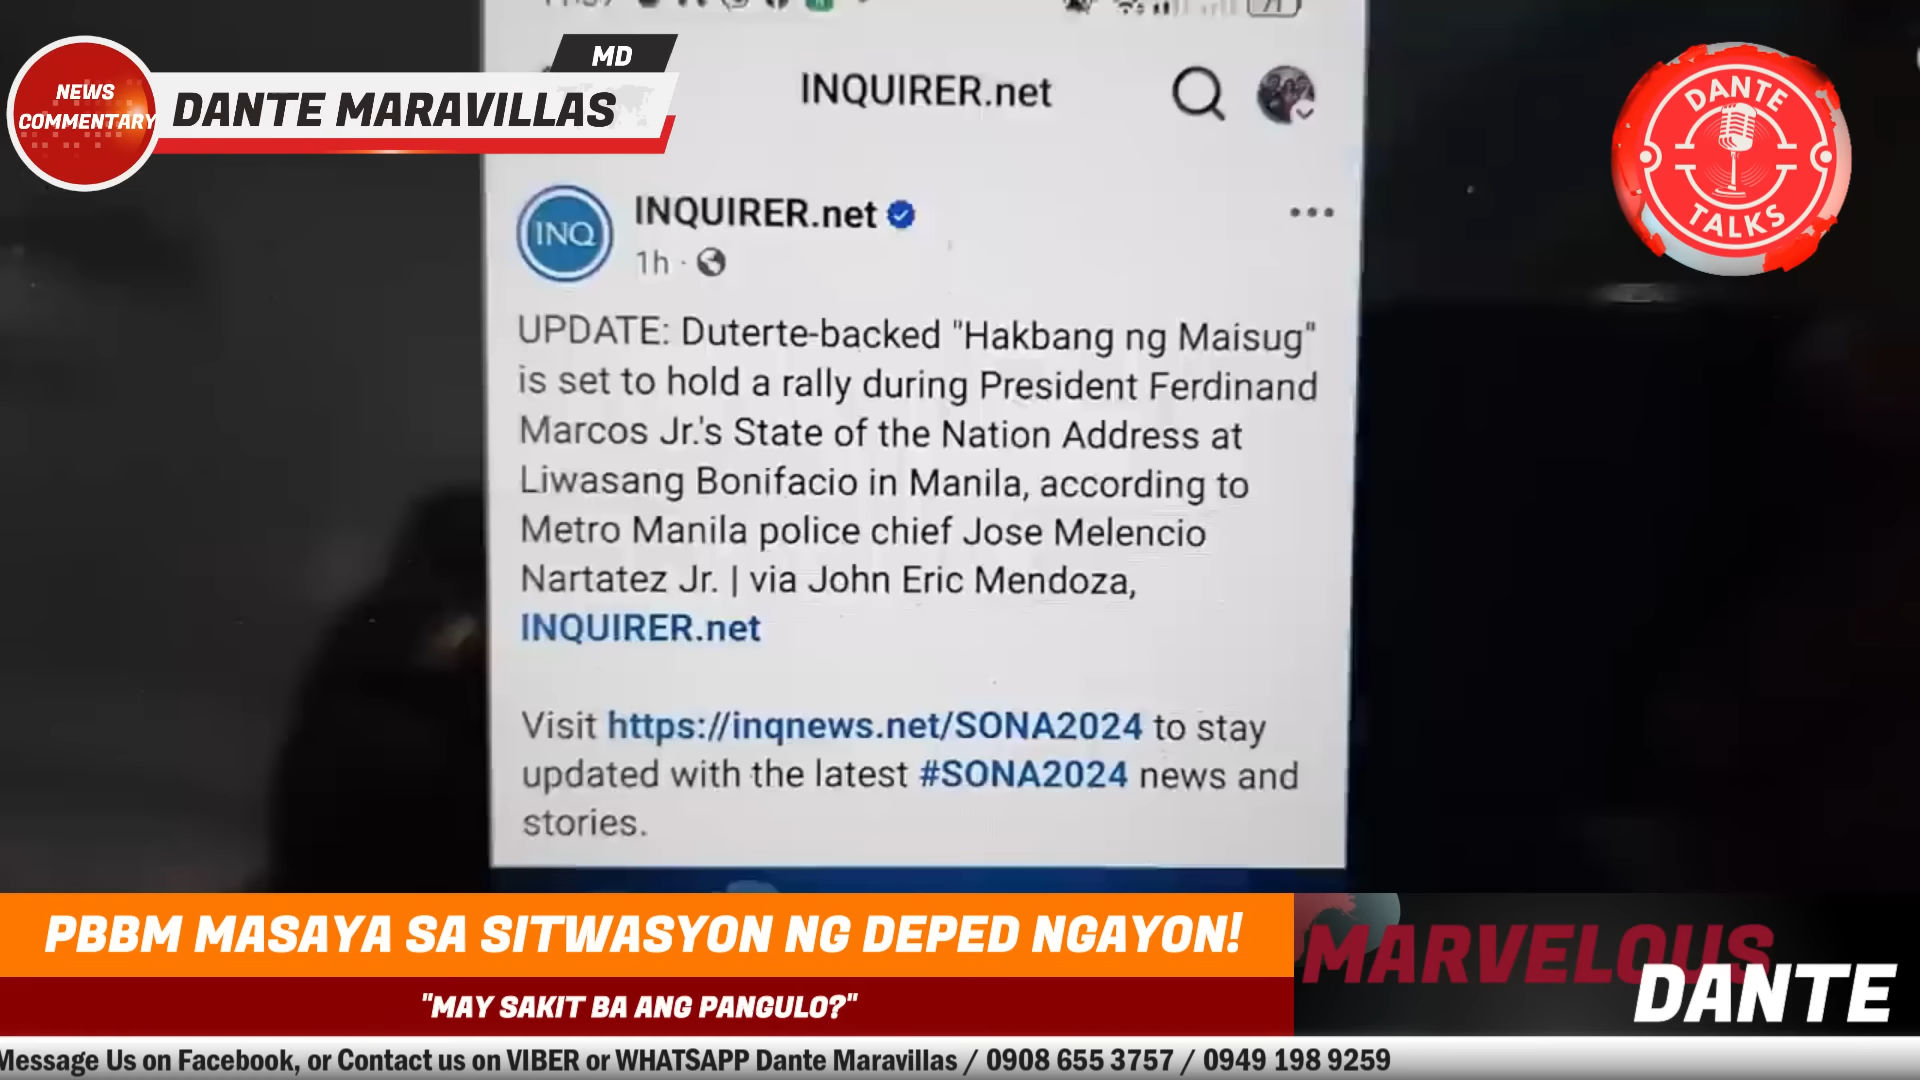 MD
NEWS
COMMENTARY
DANTE MARAVILLAS
INQUIRER.net
DANTE
TALKS
INQ
INQUIRER.net
1h
UPDATE: Duterte-backed "Hakbang ng Maisug"
is set to hold a rally during President Ferdinand
Marcos Jr.'s State of the Nation Address at
Liwasang Bonifacio in Manila, according to
Metro Manila police chief Jose Melencio
Nartatez Jr. | via John Eric Mendoza,
INQUIRER.net
Visit https://inqnews.net/SONA2024 to stay
updated with the latest #SONA2024 news and
stories.
PBBM MASAYA SA SITWASYON NG DEPED NGAYON!
"MAY SAKIT BA ANG PANGULO?"
MARVELOUS
DANTE
Message Us on Facebook, or Contact us on VIBER or WHATSAPP Dante Maravillas / 0908 655 3757 / 0949 198 9259